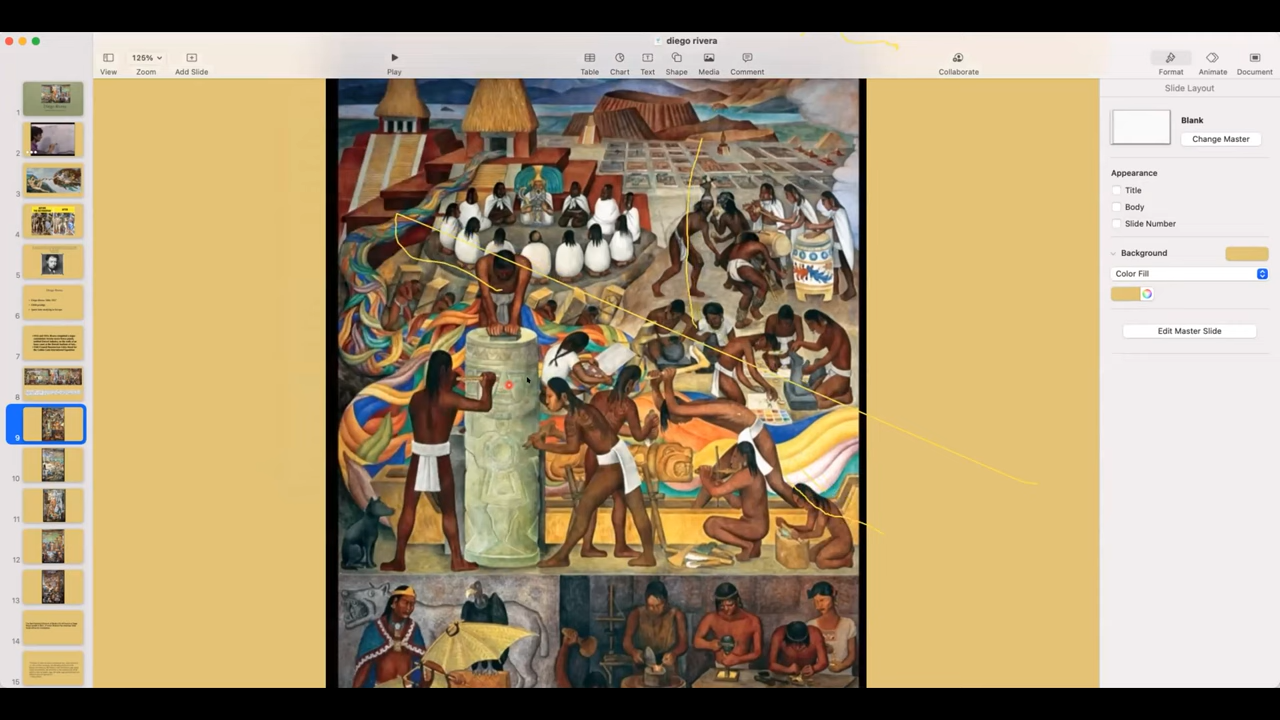 diego rivera
View
125%
Zoom
Add Slide
Play
Table
Chart
Text
Shape
Media
Comment
Collaborate
Format
Animate
Document
Slide Layout
Blank
Change Master
Appearance
Title
Body
Slide Number
Background
Color Fill
Edit Master Slide
1
2
3
4
5
6
7
8
9
10
11
12
13
14
15